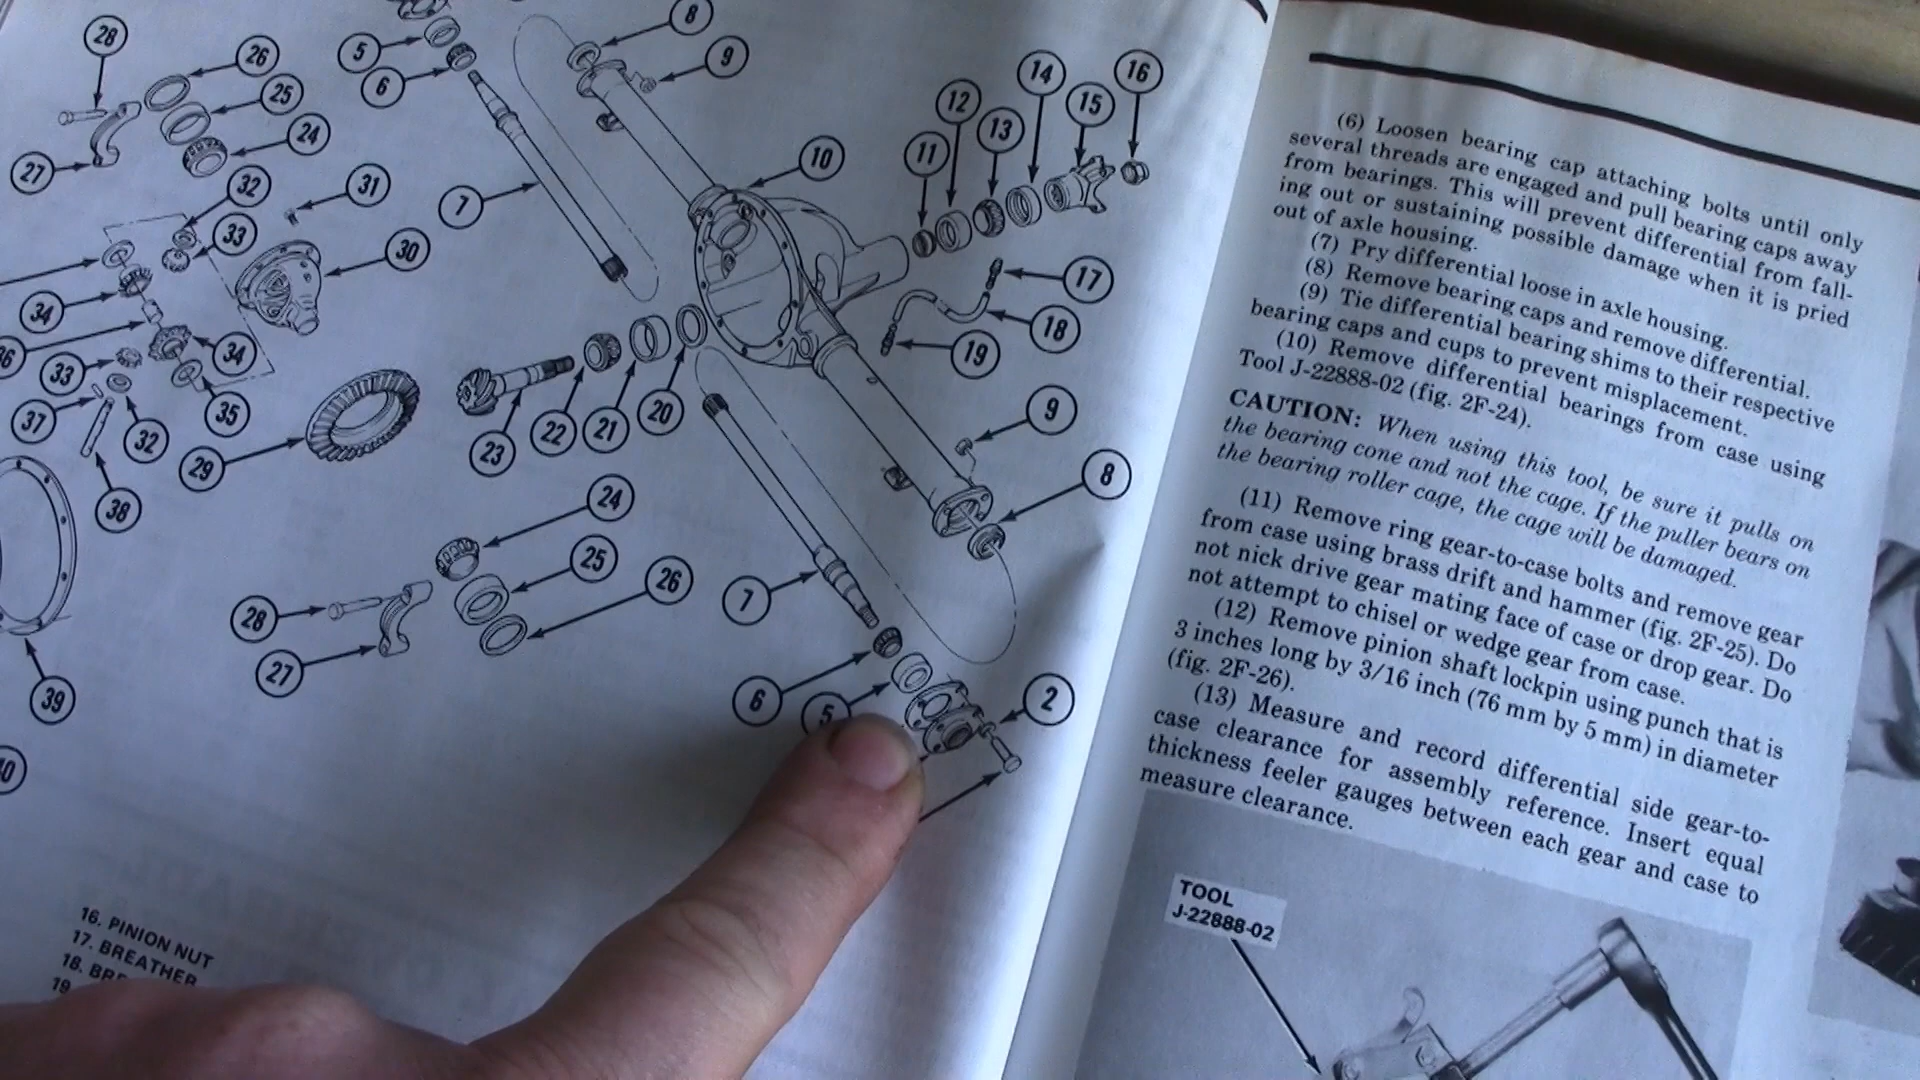 28
26
25
24
27
5
6
8
9
14
16
12
15
13
11
10
32
31
33
7
30
34
17
18
19
34
33
35
37
32
29
38
23
22
21
20
9
8
24
25
26
28
27
7
6
5
2
39
16. PINION NUT
17. BREATHER
18.
19
(6) Loosen bearing cap attaching bolts until only
several threads are engaged and pull bearing caps away
from bearings. This will prevent differential from fall-
ing out or sustaining possible damage when it is pried
out of axle housing.
(7) Pry differential loose in axle housing.
(8) Remove bearing caps and remove differential.
(9) Tie differential bearing shims to their respective
bearing caps and cups to prevent misplacement.
(10) Remove differential bearings from case using
Tool J-22888-02 (fig. 2F-24).
CAUTION: When using this tool, be sure it pulls on
the bearing cone and not the cage. If the puller bears on
the bearing roller cage, the cage will be damaged.
(11) Remove ring gear-to-case bolts and remove gear
from case using brass drift and hammer (fig. 2F-25). Do
not nick drive gear mating face of case or drop gear. Do
not attempt to chisel or wedge gear from case.
(12) Remove pinion shaft lockpin using punch that is
3 inches long by 3/16 inch (76 mm by 5 mm) in diameter
(fig. 2F-26).
(13) Measure and record differential side gear-to-
case clearance for assembly reference. Insert equal
thickness feeler gauges between each gear and case to
measure clearance.
TOOL
J-22888-02